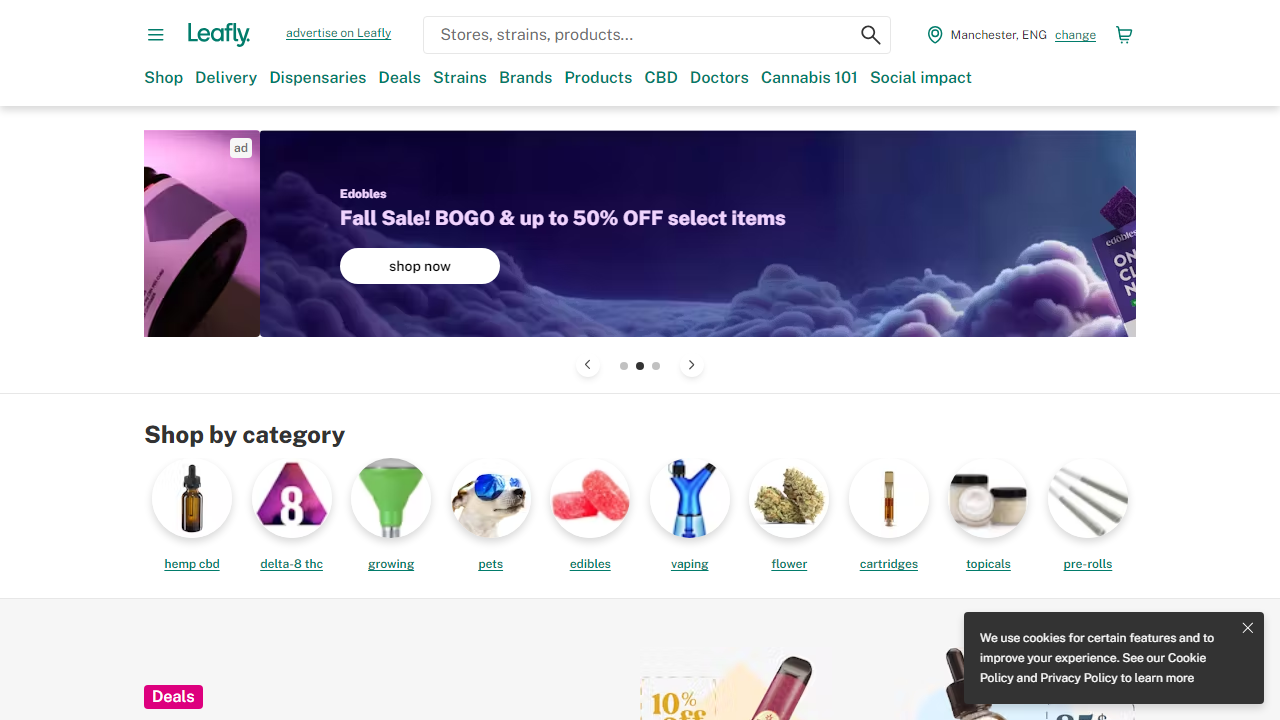 Leafly.
advertise on Leafly
Stores, strains, products...
Manchester, ENG change
Shop Delivery Dispensaries Deals Strains Brands Products CBD Doctors Cannabis 101 Social impact
ad
Edobles
Fall Sale! BOGO & up to 50% OFF select items
shop now
edobles
Shop by category
8
hemp cbd
delta-8 thc
growing
pets
edibles
vaping
flower
cartridges
topicals
pre-rolls
Deals
10%
We use cookies for certain features and to
improve your experience. See our Cookie
Policy and Privacy Policy to learn more